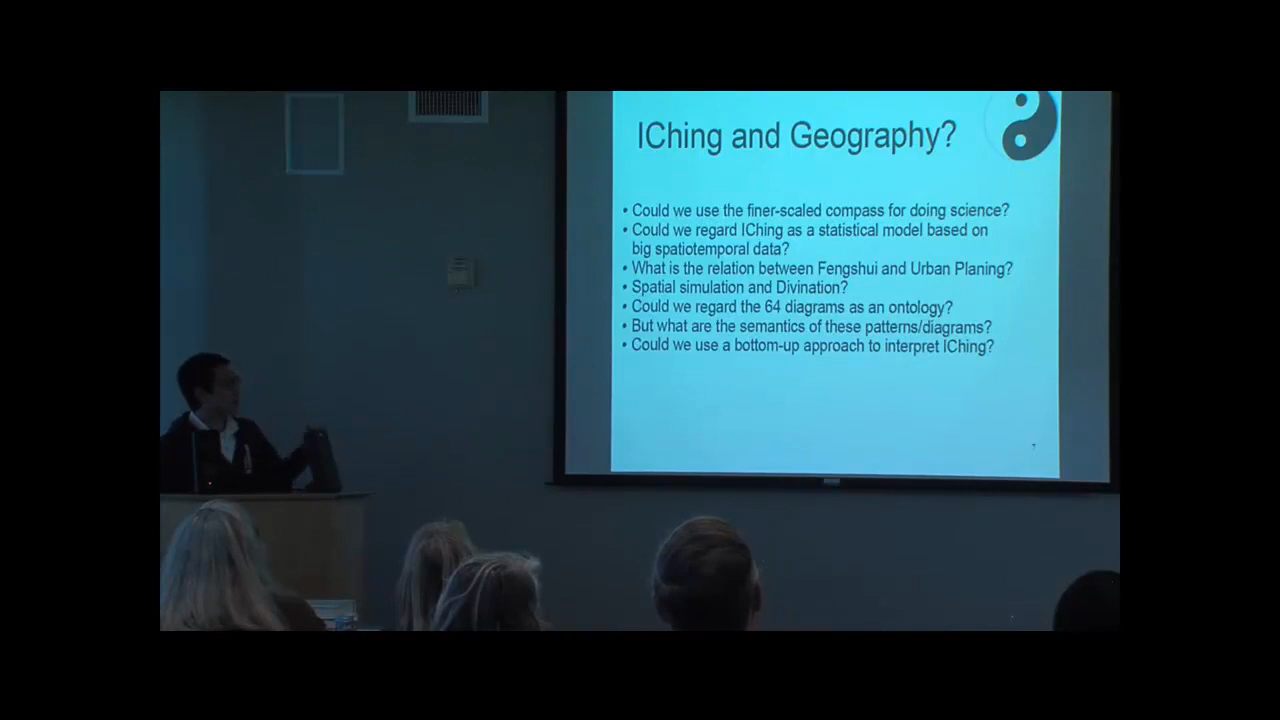 IChing and Geography?
• Could we use the finer-scaled compass for doing science?
• Could we regard IChing as a statistical model based on
big spatiotemporal data?
• What is the relation between Fengshui and Urban Planing?
• Spatial simulation and Divination?
• Could we regard the 64 diagrams as an ontology?
• But what are the semantics of these patterns/diagrams?
• Could we use a bottom-up approach to interpret IChing?